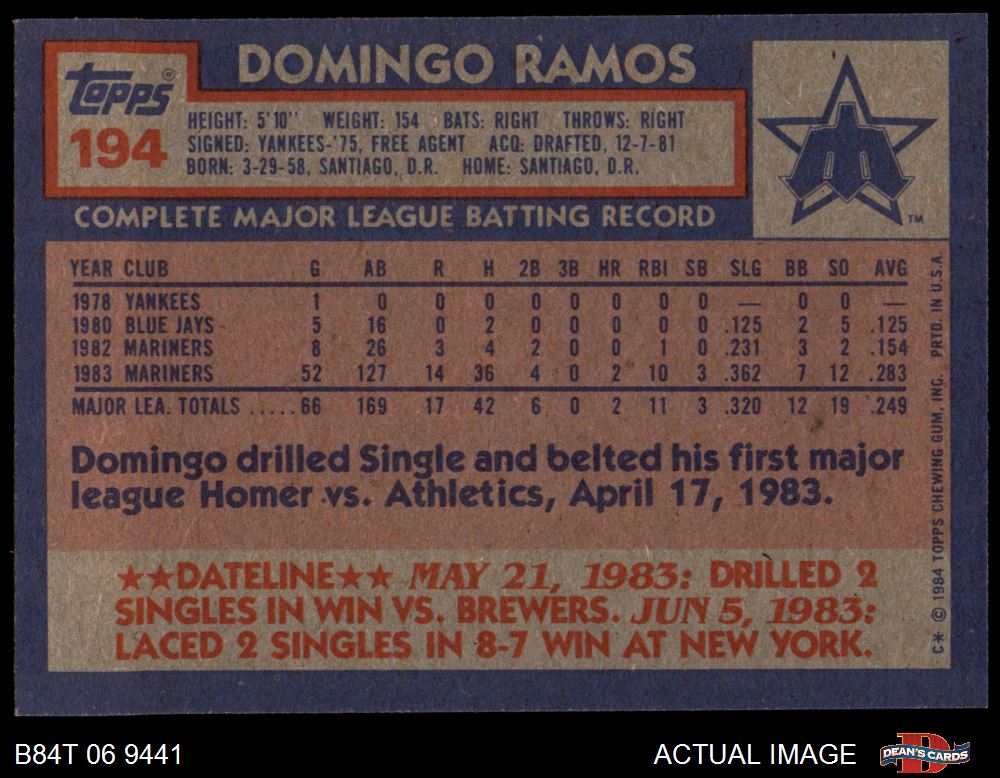 DOMINGO RAMOS
Topps®
194
HEIGHT: 5'10'' WEIGHT: 154 BATS: RIGHT THROWS: RIGHT
SIGNED: YANKEES-'75, FREE AGENT ACQ: DRAFTED, 12-7-81
BORN: 3-29-58, SANTIAGO, D.R. HOME: SANTIAGO, D.R.
TM
COMPLETE MAJOR LEAGUE BATTING RECORD
YEAR CLUB G AB R H 2B 3B HR RBI SB SLG BB SO AVG
1978 YANKEES 1 0 0 0 0 0 0 0 0 — 0 0 —
1980 BLUE JAYS 5 16 0 2 0 0 0 0 0 .125 2 5 .125
1982 MARINERS 8 26 3 4 2 0 0 1 0 .231 3 2 .154
1983 MARINERS 52 127 14 36 4 0 2 10 3 .362 7 12 .283
MAJOR LEA. TOTALS ..... 66 169 17 42 6 0 2 11 3 .320 12 19 .249
Domingo drilled Single and belted his first major
league Homer vs. Athletics, April 17, 1983.
★★DATELINE★★ MAY 21, 1983: DRILLED 2
SINGLES IN WIN VS. BREWERS. JUN 5, 1983:
LACED 2 SINGLES IN 8-7 WIN AT NEW YORK.
C* © 1984 TOPPS CHEWING GUM, INC. PRTD. IN U.S.A.
B84T 06 9441
ACTUAL IMAGE
D
DEAN'S CARDS